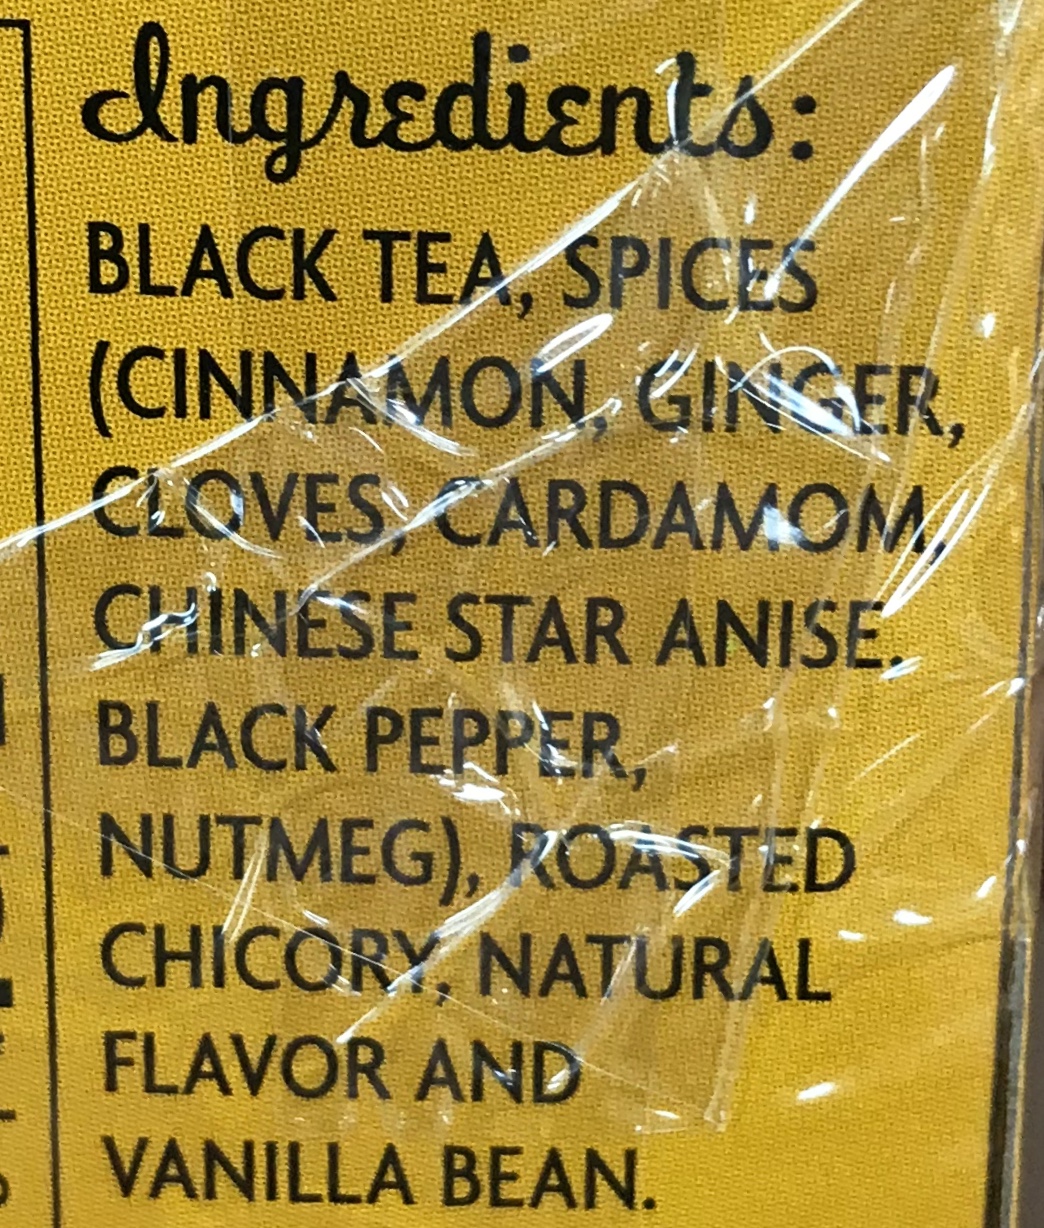 Ingredients:
BLACK TEA, SPICES
(CINNAMON, GINGER,
CLOVES, CARDAMOM,
CHINESE STAR ANISE,
BLACK PEPPER,
NUTMEG), ROASTED
CHICORY, NATURAL
FLAVOR AND
VANILLA BEAN.